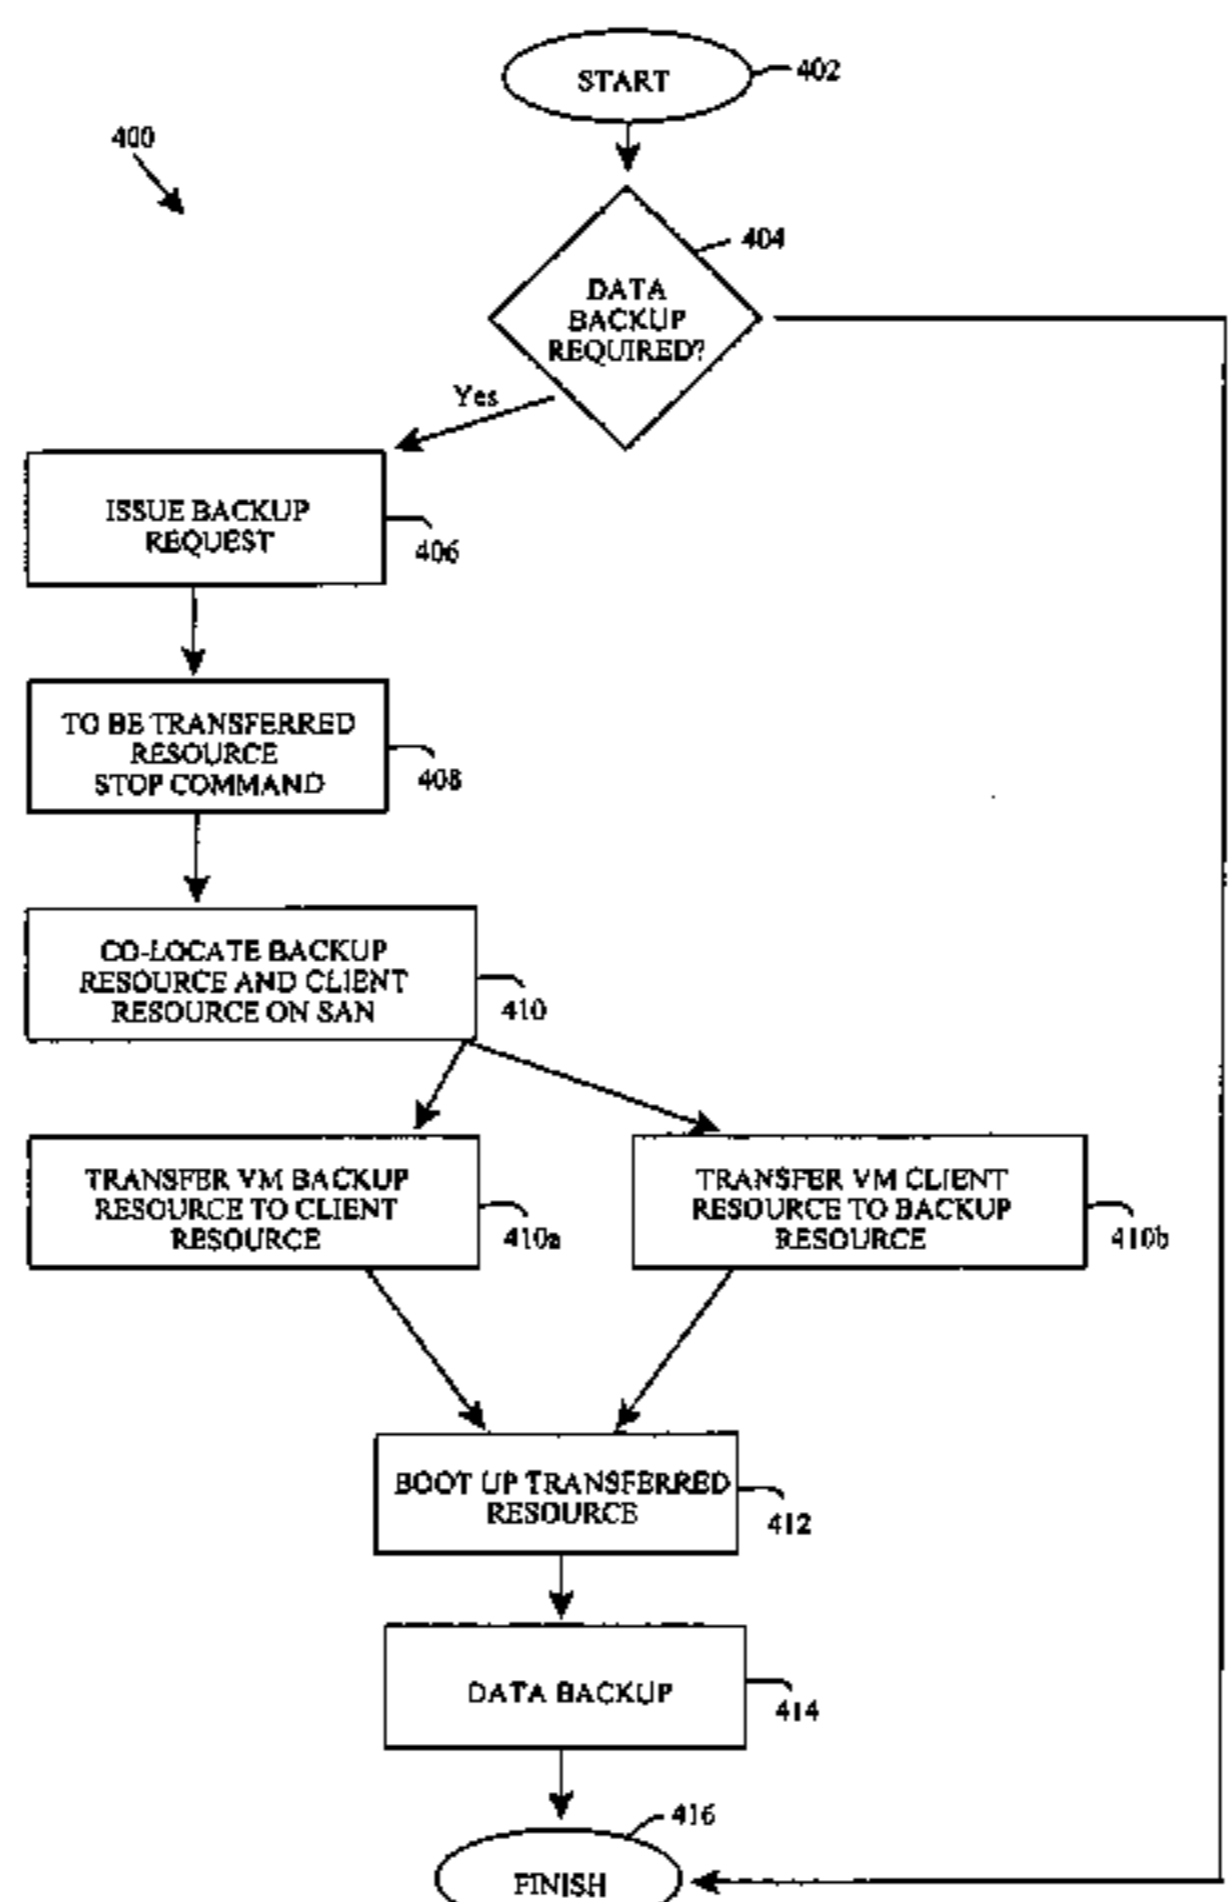 START
402
400
404
DATA
BACKUP
REQUIRED?
Yes
ISSUE BACKUP
REQUEST
406
TO BE TRANSFERRED
RESOURCE
STOP COMMAND
408
CO-LOCATE BACKUP
RESOURCE AND CLIENT
RESOURCE ON SAN
410
TRANSFER VM BACKUP
RESOURCE TO CLIENT
RESOURCE
410a
TRANSFER VM CLIENT
RESOURCE TO BACKUP
RESOURCE
410b
BOOT UP TRANSFERRED
RESOURCE
412
DATA BACKUP
414
416
FINISH